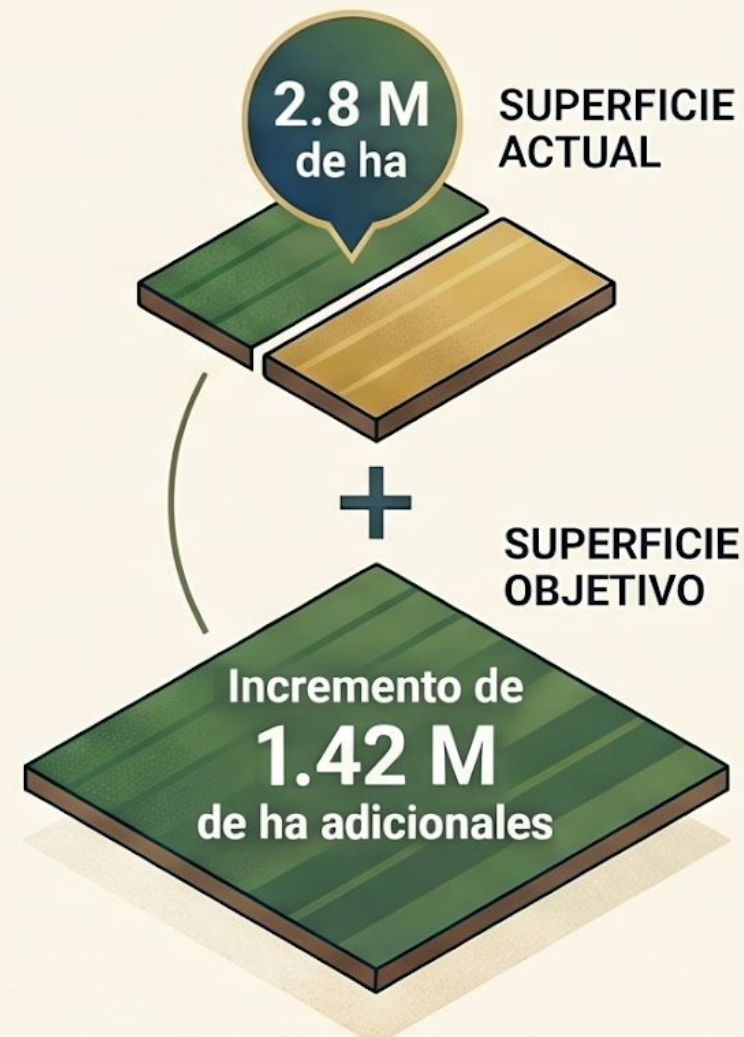 2.8 M
de ha
SUPERFICIE
ACTUAL
+
SUPERFICIE
OBJETIVO
Incremento de
1.42 M
de ha adicionales